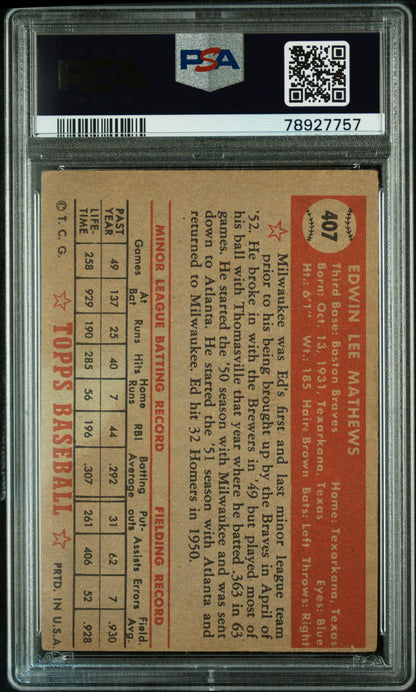 PSA
PSA
78927757
407
EDWIN LEE MATHEWS
Third Base: Boston Braves Home: Texarkana, Texas
Born: Oct. 13, 1931, Texarkana, Texas Eyes: Blue
Ht.: 6'1" Wt.: 185 Hair: Brown Bats: Left Throws: Right
Milwaukee was Ed's first and last minor league team
prior to his being brought up by the Braves in April of
'52. He broke in with the Brewers in '49 but played most of
his ball with Thomasville that year where he batted .363 in 63
games. He started the '50 season with Milwaukee and was sent
down to Atlanta. He started the '51 season with Atlanta and
returned to Milwaukee. Ed hit 32 Homers in 1950.
MINOR LEAGUE BATTING RECORD FIELDING RECORD
Games At Bat Runs Hits Home Runs RBI Batting Average Put-outs Assists Errors Field. Avg.
PAST YEAR 49 137 25 40 7 44 .292 31 62 7 .930
LIFE-TIME 258 929 190 285 56 196 .307 261 406 52 .928
© T. C. G. TOPPS BASEBALL PRTD. IN U.S.A